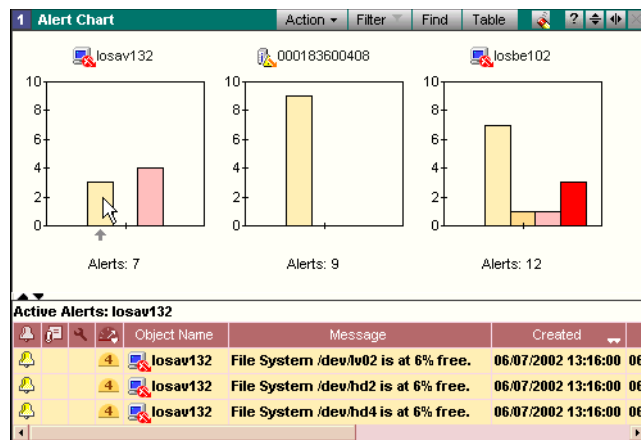 1 Alert Chart Action Filter Find Table ?
losav132 000183600408 losbe102
10 10 10
8 8 8
6 6 6
4 4 4
2 2 2
0 0 0
Alerts: 7 Alerts: 9 Alerts: 12
Active Alerts: losav132
Object Name Message Created
4 losav132 File System /dev/lv02 is at 6% free. 06/07/2002 13:16:00 06
4 losav132 File System /dev/hd2 is at 6% free. 06/07/2002 13:16:00 06
4 losav132 File System /dev/hd4 is at 6% free. 06/07/2002 13:16:00 06